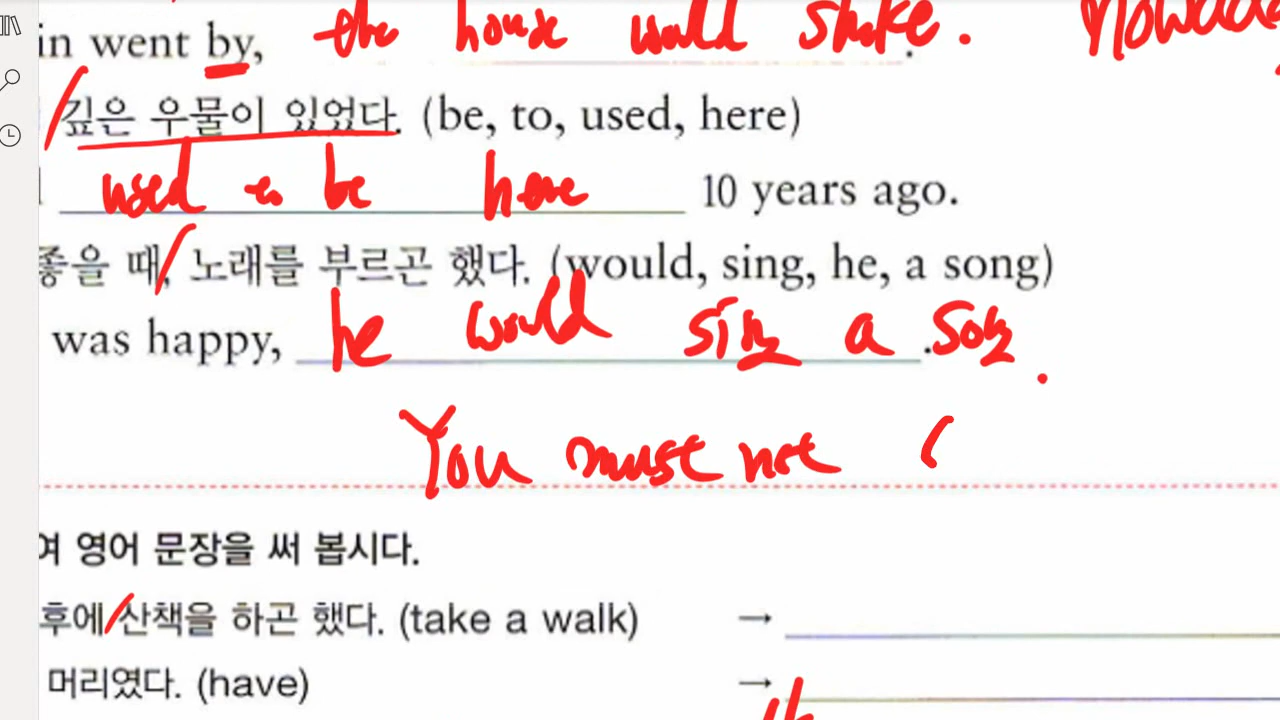 in went by, the house would shake. Nowada
깊은 우물이 있었다. (be, to, used, here)
used to be here 10 years ago.
좋을 때, 노래를 부르곤 했다. (would, sing, he, a song)
was happy, he would sing a song.
You must not (
여 영어 문장을 써 봅시다.
후에 산책을 하곤 했다. (take a walk) →
머리였다. (have) →